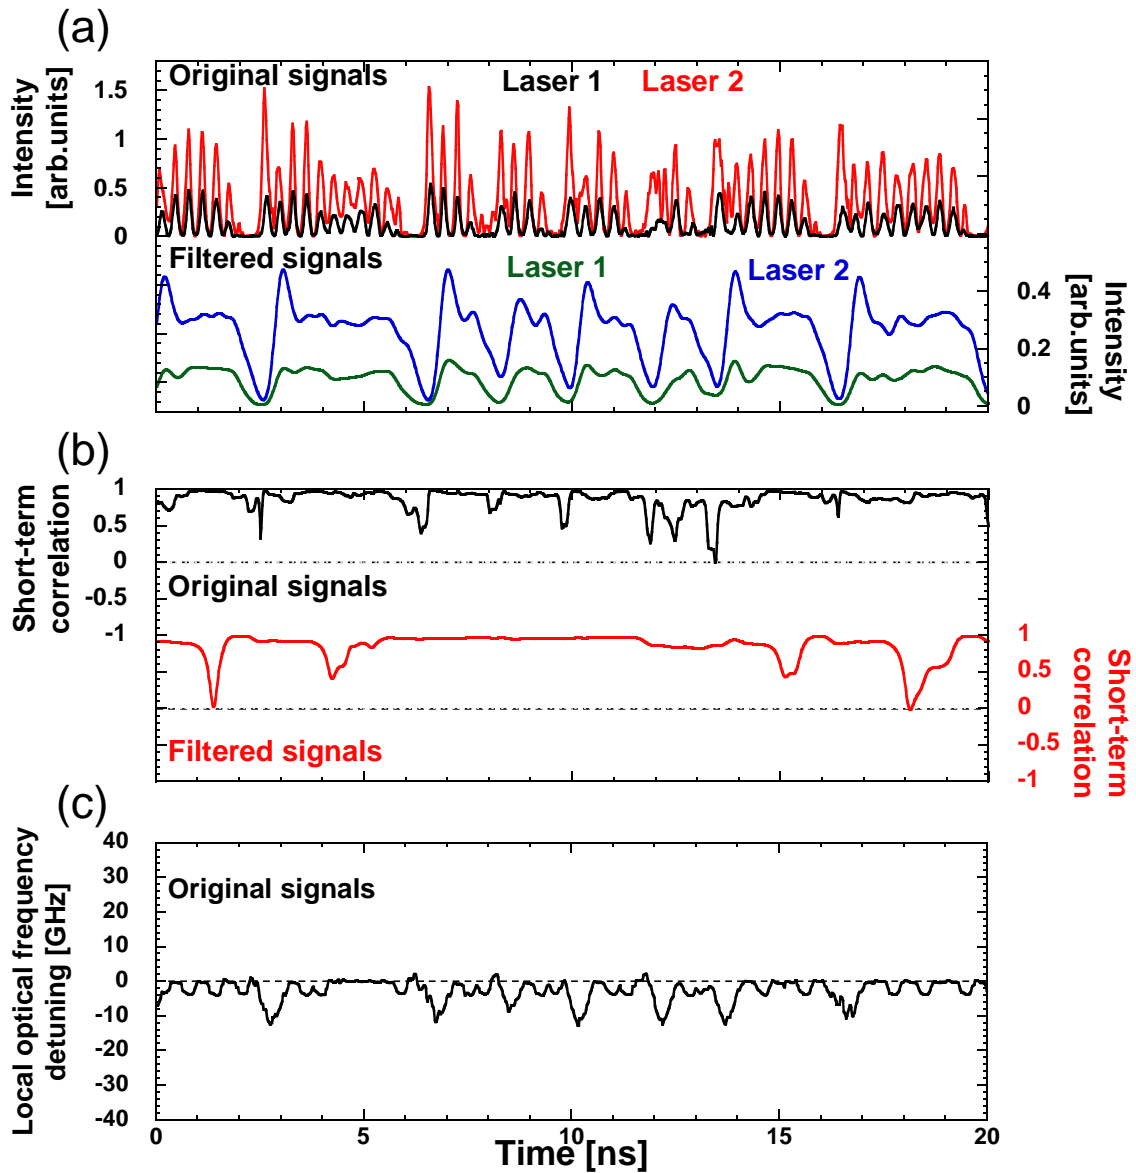 (a)
Original signals
Laser 1
Laser 2
Intensity
[arb.units]
1.5
1
0.5
0
Filtered signals
Laser 1
Laser 2
0.4
0.2
0
Intensity
[arb.units]
(b)
Short-term
correlation
1
0.5
0
-0.5
-1
Original signals
Filtered signals
1
0.5
0
-0.5
-1
Short-term
correlation
(c)
Local optical frequency
detuning [GHz]
40
30
20
10
0
-10
-20
-30
-40
Original signals
0
5
10
15
20
Time [ns]